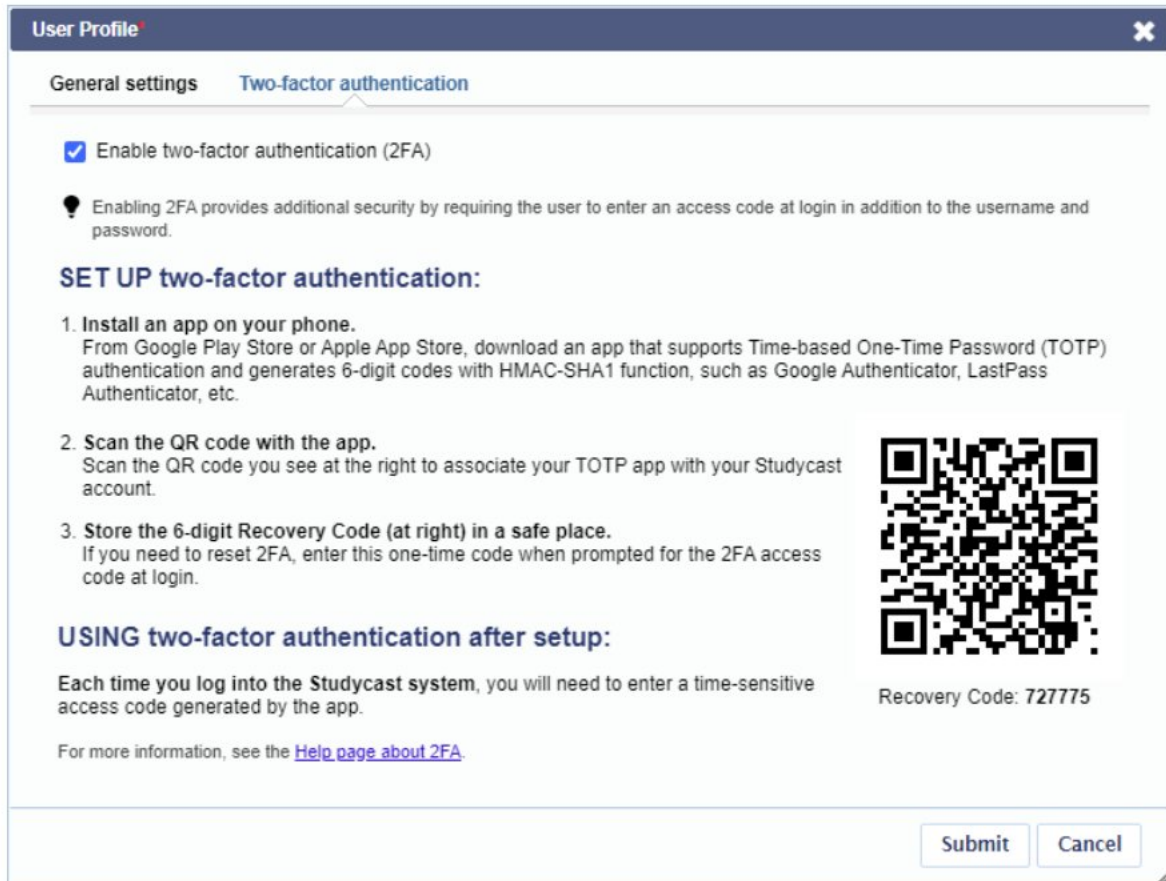 User Profile*
General settings Two-factor authentication
Enable two-factor authentication (2FA)
Enabling 2FA provides additional security by requiring the user to enter an access code at login in addition to the username and
password.
SET UP two-factor authentication:
1. Install an app on your phone.
From Google Play Store or Apple App Store, download an app that supports Time-based One-Time Password (TOTP)
authentication and generates 6-digit codes with HMAC-SHA1 function, such as Google Authenticator, LastPass
Authenticator, etc.
2. Scan the QR code with the app.
Scan the QR code you see at the right to associate your TOTP app with your Studycast
account.
3. Store the 6-digit Recovery Code (at right) in a safe place.
If you need to reset 2FA, enter this one-time code when prompted for the 2FA access
code at login.
USING two-factor authentication after setup:
Each time you log into the Studycast system, you will need to enter a time-sensitive
access code generated by the app.
Recovery Code: 727775
For more information, see the Help page about 2FA.
Submit Cancel